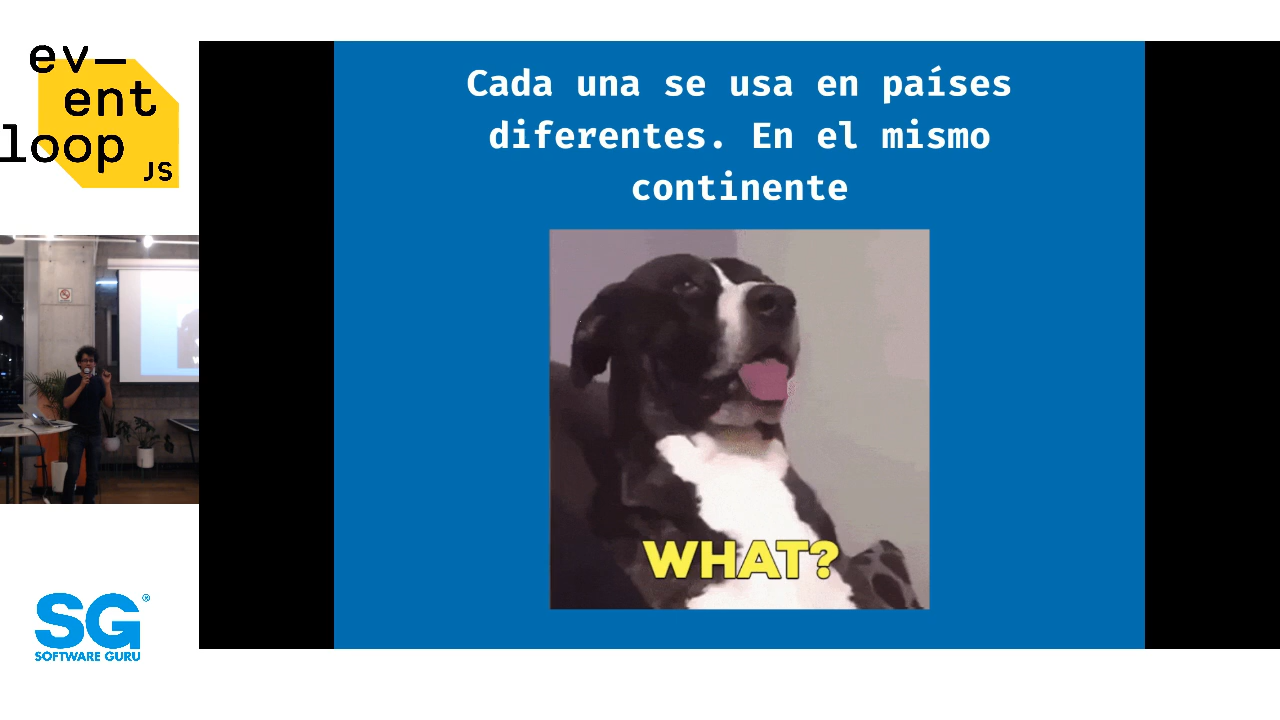 ev—
ent
loop
JS
Cada una se usa en países
diferentes. En el mismo
continente
WHAT?
SG®
SOFTWARE GURU